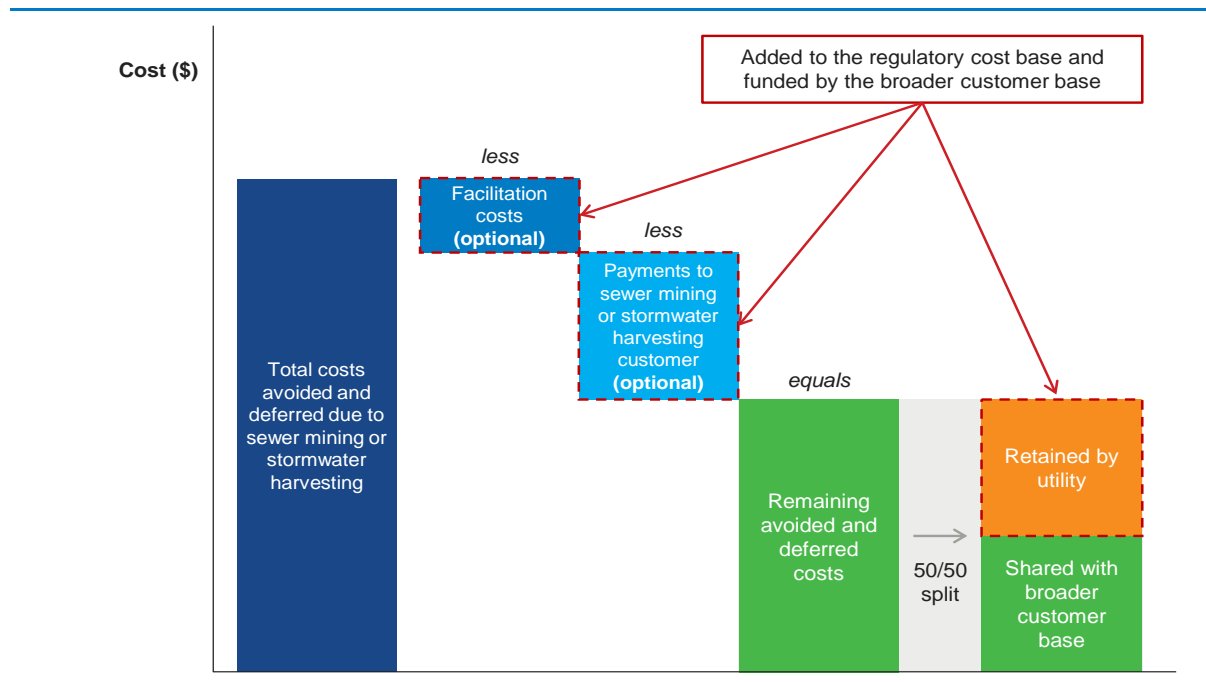 Cost ($)
Added to the regulatory cost base and
funded by the broader customer base
less
Facilitation
costs
(optional)
less
Payments to
sewer mining
or stormwater
harvesting
customer
(optional)
Total costs
avoided and
deferred due to
sewer mining or
stormwater
harvesting
equals
Remaining
avoided and
deferred
costs
50/50
split
Retained by
utility
Shared with
broader
customer
base